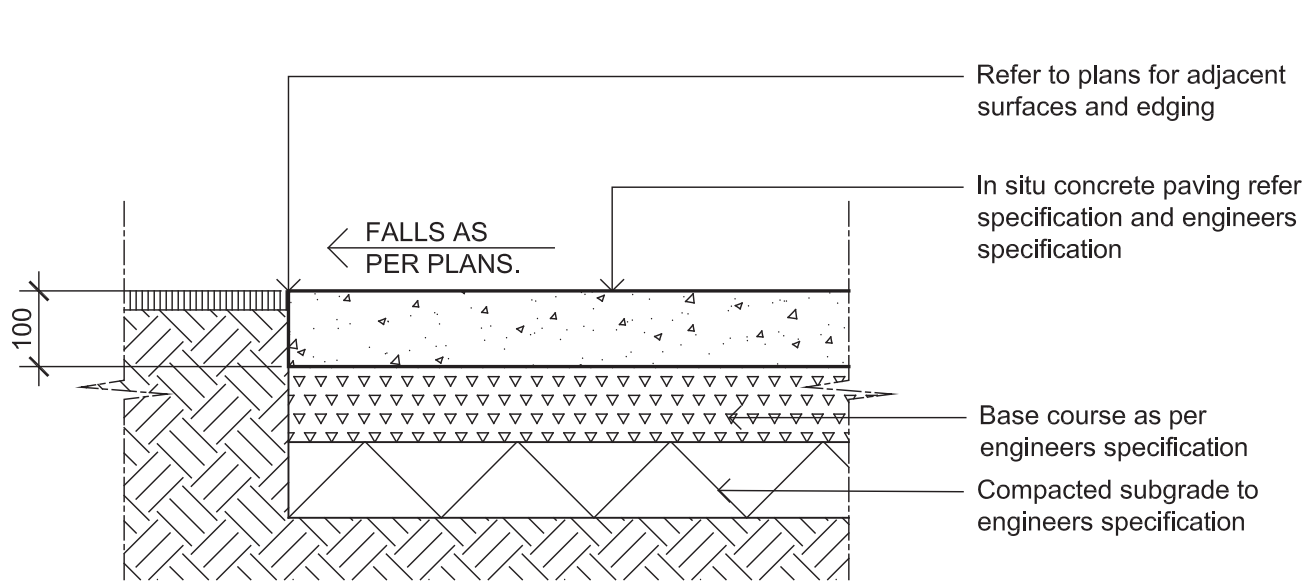 Refer to plans for adjacent
surfaces and edging
In situ concrete paving refer
specification and engineers
specification
FALLS AS
PER PLANS.
100
Base course as per
engineers specification
Compacted subgrade to
engineers specification